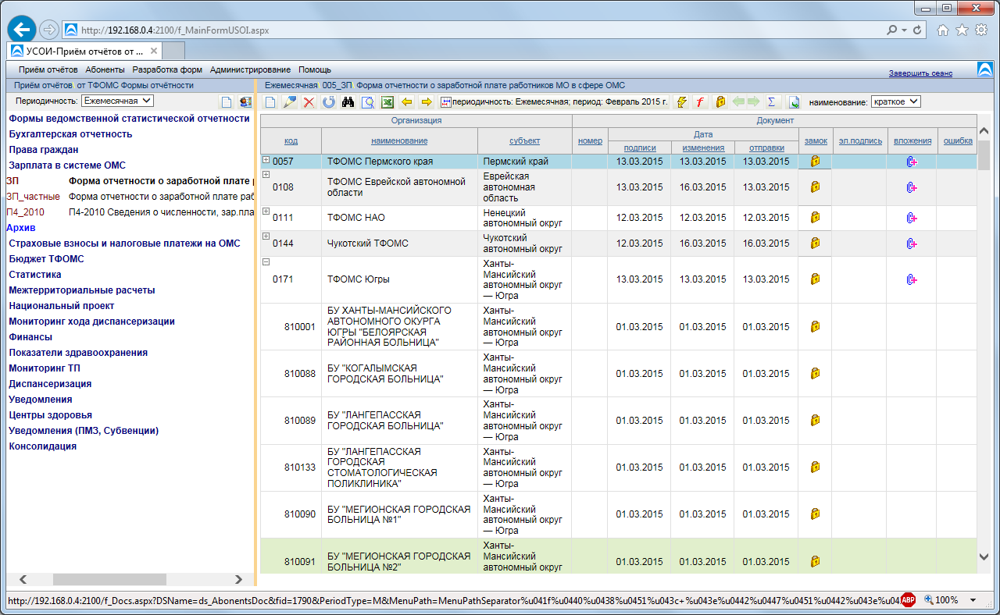 http://192.168.0.4:2100/f_MainFormUSOI.aspx
УСОИ-Приём отчётов от ...
Приём отчётов Абоненты Разработка форм Администрирование Помощь
Завершить сеанс
Приём отчётов\ от ТФОМС Формы отчётности
Ежемесячная\005_ЗП\ Форма отчетности о заработной плате работников МО в сфере ОМС
Периодичность: Ежемесячная
периодичность: Ежемесячная; период: Февраль 2015 г.
наименование: краткое
Формы ведомственной статистической отчетности
Бухгалтерская отчетность
Права граждан
Зарплата в системе ОМС
ЗП Форма отчетности о заработной плате
ЗП_частные Форма отчетности о заработной плате раб
П4_2010 П4-2010 Сведения о численности, зар.пла
Архив
Страховые взносы и налоговые платежи на ОМС
Бюджет ТФОМС
Статистика
Межтерриториальные расчеты
Национальный проект
Мониторинг хода диспансеризации
Финансы
Показатели здравоохранения
Мониторинг ТП
Диспансеризация
Уведомления
Центры здоровья
Уведомления (ПМЗ, Субвенции)
Консолидация
Организация Документ
код наименование субъект номер Дата замок эл.подпись вложения ошибка
подписи изменения отправки
0057 ТФОМС Пермского края Пермский край 13.03.2015 13.03.2015 13.03.2015
0108 ТФОМС Еврейской автономной
области
Еврейская
автономная
область
13.03.2015 16.03.2015 13.03.2015
0111 ТФОМС НАО
Ненецкий
автономный округ
12.03.2015 12.03.2015 12.03.2015
0144 Чукотский ТФОМС
Чукотский
автономный округ
12.03.2015 16.03.2015 16.03.2015
0171 ТФОМС Югры
Ханты-
Мансийский
автономный округ
— Югра
13.03.2015 13.03.2015 13.03.2015
810001
БУ ХАНТЫ-МАНСИЙСКОГО
АВТОНОМНОГО ОКУРГА
ЮГРЫ "БЕЛОЯРСКАЯ
РАЙОННАЯ БОЛЬНИЦА"
Ханты-
Мансийский
автономный округ
— Югра
01.03.2015 01.03.2015 01.03.2015
810088
БУ "КОГАЛЫМСКАЯ
ГОРОДСКАЯ БОЛЬНИЦА"
Ханты-
Мансийский
автономный округ
— Югра
01.03.2015 01.03.2015 01.03.2015
810089
БУ "ЛАНГЕПАССКАЯ
ГОРОДСКАЯ БОЛЬНИЦА"
Ханты-
Мансийский
автономный округ
— Югра
01.03.2015 01.03.2015 01.03.2015
810133
БУ "ЛАНГЕПАССКАЯ
ГОРОДСКАЯ
СТОМАТОЛОГИЧЕСКАЯ
ПОЛИКЛИНИКА"
Ханты-
Мансийский
автономный округ
— Югра
01.03.2015 01.03.2015 01.03.2015
810090
БУ "МЕГИОНСКАЯ ГОРОДСКАЯ
БОЛЬНИЦА №1"
Ханты-
Мансийский
автономный округ
— Югра
01.03.2015 01.03.2015 01.03.2015
810091
БУ "МЕГИОНСКАЯ ГОРОДСКАЯ
БОЛЬНИЦА №2"
Ханты-
Мансийский
автономный округ
01.03.2015 01.03.2015 01.03.2015
http://192.168.0.4:2100/f_Docs.aspx?DSName=ds_AbonentsDoc&fid=1790&PeriodType=M&MenuPath=MenuPathSeparator%u041f%u0440%u0438%u0451%u043c+%u043e%u0442%u0447%u0451%u0442%u043e%u04
ABP
100%